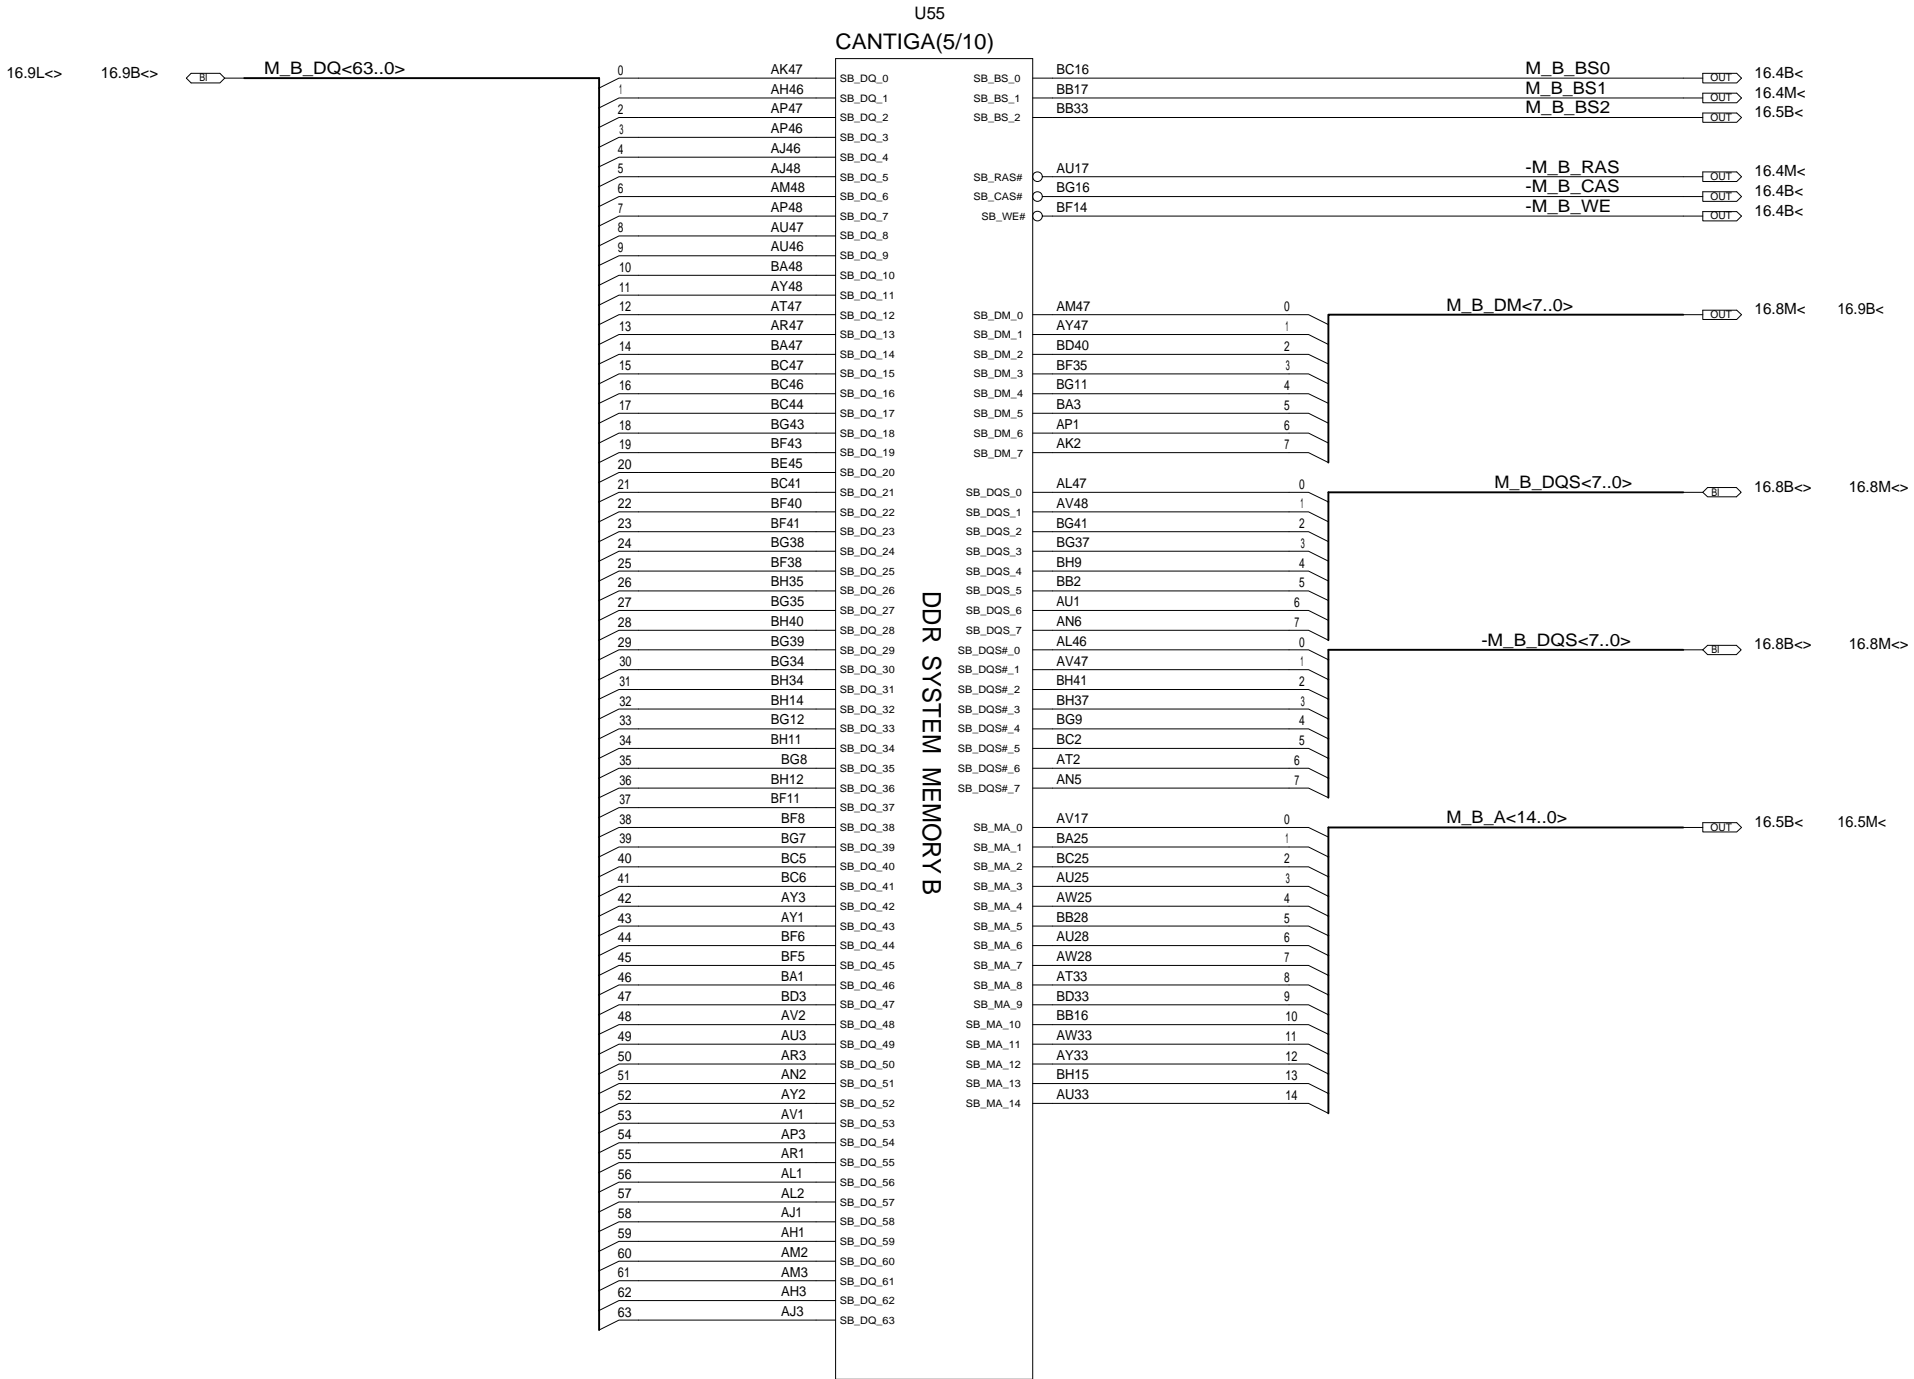 U55
CANTIGA(5/10)
16.9L<> 16.9B<> BI M_B_DQ<63..0>
0 AK47 SB_DQ_0 SB_BS_0 BC16 M_B_BS0 OUT 16.4B<
1 AH46 SB_DQ_1 SB_BS_1 BB17 M_B_BS1 OUT 16.4M<
2 AP47 SB_DQ_2 SB_BS_2 BB33 M_B_BS2 OUT 16.5B<
3 AP46 SB_DQ_3
4 AJ46 SB_DQ_4
5 AJ48 SB_DQ_5 SB_RAS# AU17 -M_B_RAS OUT 16.4M<
6 AM48 SB_DQ_6 SB_CAS# BG16 -M_B_CAS OUT 16.4B<
7 AP48 SB_DQ_7 SB_WE# BF14 -M_B_WE OUT 16.4B<
8 AU47 SB_DQ_8
9 AU46 SB_DQ_9
10 BA48 SB_DQ_10
11 AY48 SB_DQ_11
12 AT47 SB_DQ_12 SB_DM_0 AM47 0 M_B_DM<7..0> OUT 16.8M< 16.9B<
13 AR47 SB_DQ_13 SB_DM_1 AY47 1
14 BA47 SB_DQ_14 SB_DM_2 BD40 2
15 BC47 SB_DQ_15 SB_DM_3 BF35 3
16 BC46 SB_DQ_16 SB_DM_4 BG11 4
17 BC44 SB_DQ_17 SB_DM_5 BA3 5
18 BG43 SB_DQ_18 SB_DM_6 AP1 6
19 BF43 SB_DQ_19 SB_DM_7 AK2 7
20 BE45 SB_DQ_20
21 BC41 SB_DQ_21 SB_DQS_0 AL47 0 M_B_DQS<7..0> BI 16.8B<> 16.8M<>
22 BF40 SB_DQ_22 SB_DQS_1 AV48 1
23 BF41 SB_DQ_23 SB_DQS_2 BG41 2
24 BG38 SB_DQ_24 SB_DQS_3 BG37 3
25 BF38 SB_DQ_25 SB_DQS_4 BH9 4
26 BH35 SB_DQ_26 SB_DQS_5 BB2 5
27 BG35 SB_DQ_27 SB_DQS_6 AU1 6
28 BH40 SB_DQ_28 SB_DQS_7 AN6 7
29 BG39 SB_DQ_29 SB_DQS#_0 AL46 0 -M_B_DQS<7..0> BI 16.8B<> 16.8M<>
30 BG34 SB_DQ_30 SB_DQS#_1 AV47 1
31 BH34 SB_DQ_31 SB_DQS#_2 BH41 2
32 BH14 SB_DQ_32 SB_DQS#_3 BH37 3
33 BG12 SB_DQ_33 SB_DQS#_4 BG9 4
34 BH11 SB_DQ_34 SB_DQS#_5 BC2 5
35 BG8 SB_DQ_35 SB_DQS#_6 AT2 6
36 BH12 SB_DQ_36 SB_DQS#_7 AN5 7
37 BF11 SB_DQ_37
38 BF8 SB_DQ_38 SB_MA_0 AV17 0 M_B_A<14..0> OUT 16.5B< 16.5M<
39 BG7 SB_DQ_39 SB_MA_1 BA25 1
40 BC5 SB_DQ_40 SB_MA_2 BC25 2
41 BC6 SB_DQ_41 SB_MA_3 AU25 3
42 AY3 SB_DQ_42 SB_MA_4 AW25 4
43 AY1 SB_DQ_43 SB_MA_5 BB28 5
44 BF6 SB_DQ_44 SB_MA_6 AU28 6
45 BF5 SB_DQ_45 SB_MA_7 AW28 7
46 BA1 SB_DQ_46 SB_MA_8 AT33 8
47 BD3 SB_DQ_47 SB_MA_9 BD33 9
48 AV2 SB_DQ_48 SB_MA_10 BB16 10
49 AU3 SB_DQ_49 SB_MA_11 AW33 11
50 AR3 SB_DQ_50 SB_MA_12 AY33 12
51 AN2 SB_DQ_51 SB_MA_13 BH15 13
52 AY2 SB_DQ_52 SB_MA_14 AU33 14
53 AV1 SB_DQ_53
54 AP3 SB_DQ_54
55 AR1 SB_DQ_55
56 AL1 SB_DQ_56
57 AL2 SB_DQ_57
58 AJ1 SB_DQ_58
59 AH1 SB_DQ_59
60 AM2 SB_DQ_60
61 AM3 SB_DQ_61
62 AH3 SB_DQ_62
63 AJ3 SB_DQ_63
DDR SYSTEM MEMORY B